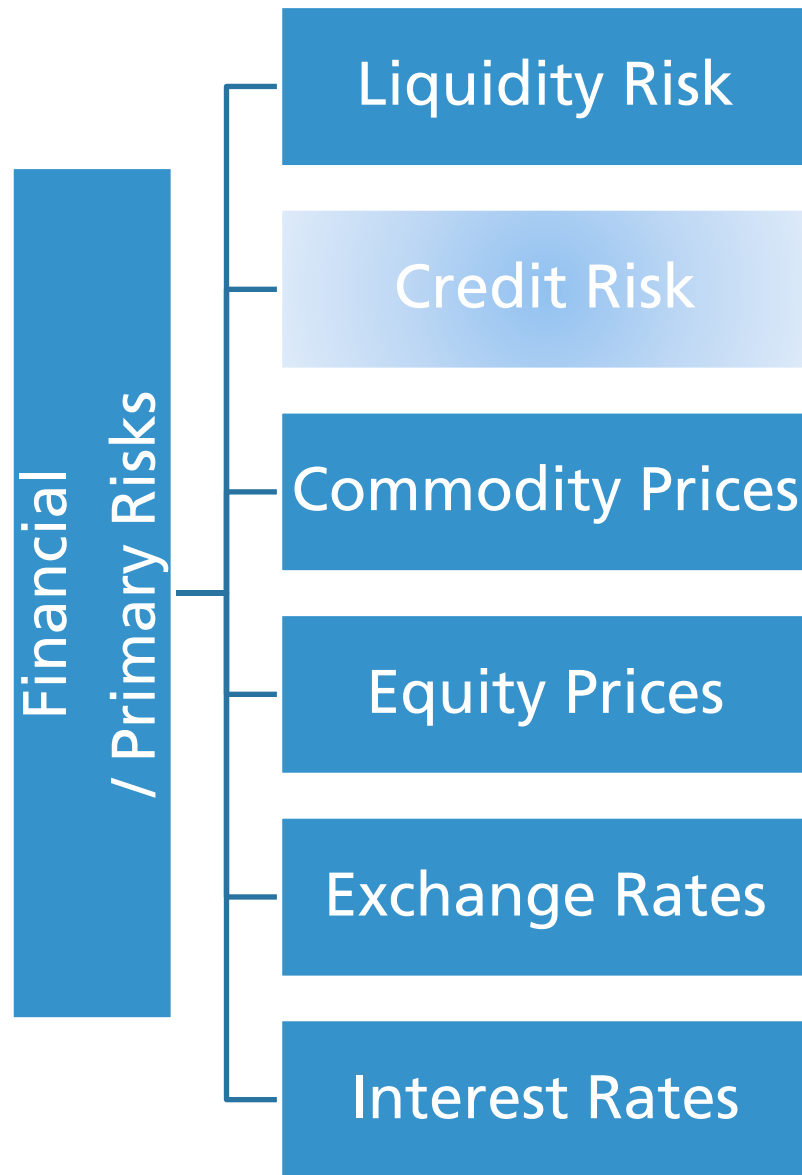 Financial
/ Primary Risks
Liquidity Risk
Credit Risk
Commodity Prices
Equity Prices
Exchange Rates
Interest Rates